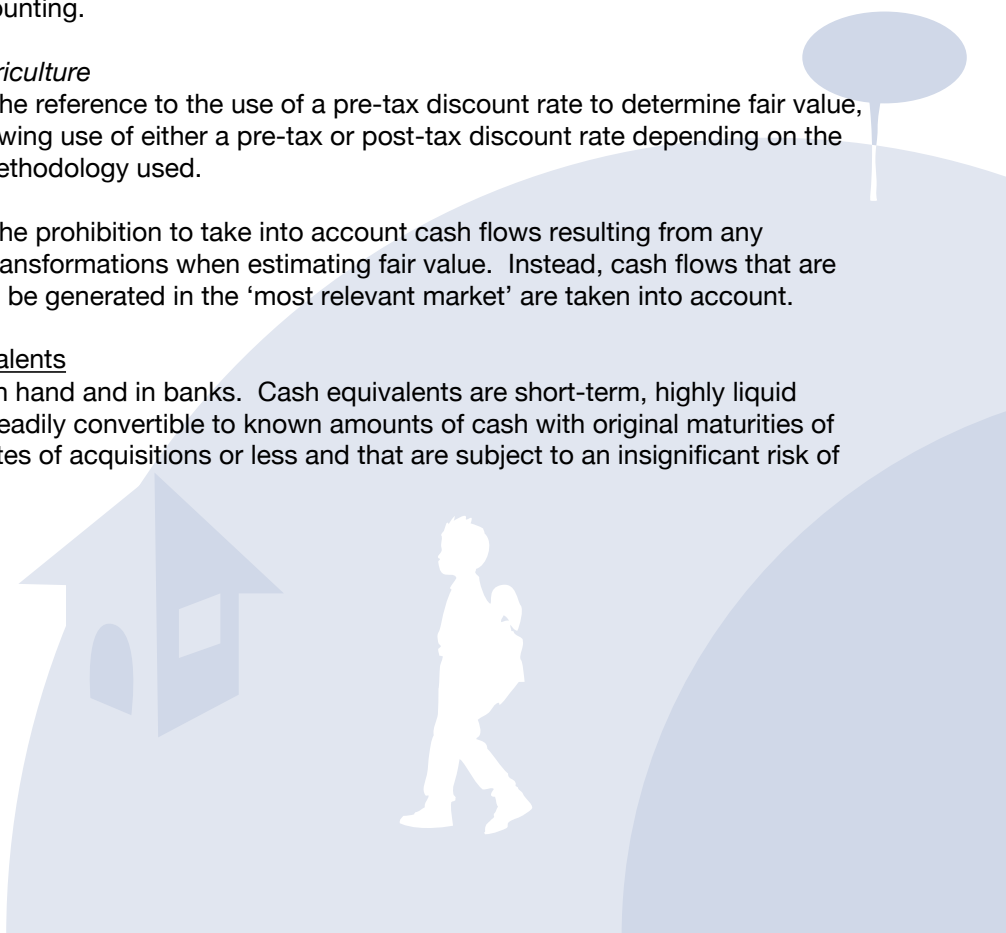 ounting.
riculture
he reference to the use of a pre-tax discount rate to determine fair value,
wing use of either a pre-tax or post-tax discount rate depending on the
ethodology used.
he prohibition to take into account cash flows resulting from any
ansformations when estimating fair value.  Instead, cash flows that are
be generated in the ‘most relevant market’ are taken into account.
alents
n hand and in banks.  Cash equivalents are short-term, highly liquid
eadily convertible to known amounts of cash with original maturities of
tes of acquisitions or less and that are subject to an insignificant risk of